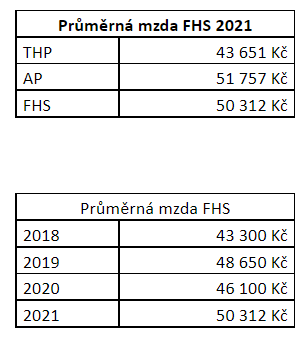 Průměrná mzda FHS 2021
THP 43 651 Kč
AP 51 757 Kč
FHS 50 312 Kč
Průměrná mzda FHS
2018 43 300 Kč
2019 48 650 Kč
2020 46 100 Kč
2021 50 312 Kč